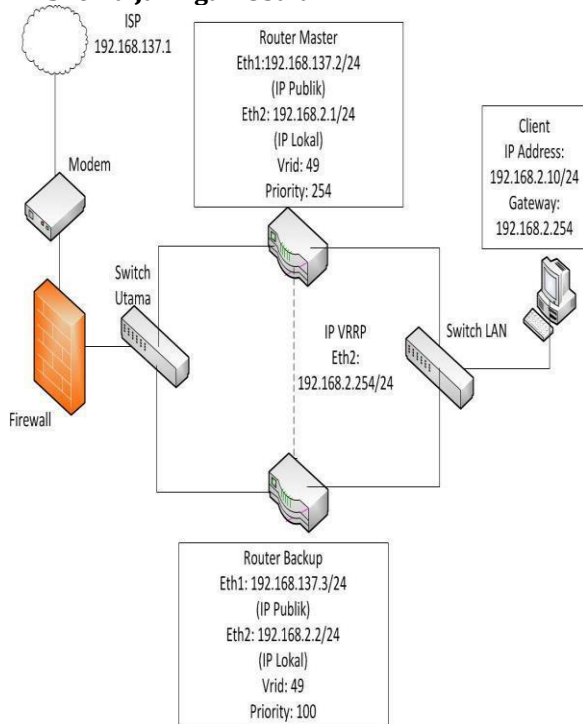 ISP
192.168.137.1
Router Master
Eth1:192.168.137.2/24
(IP Publik)
Eth2: 192.168.2.1/24
(IP Lokal)
Vrid: 49
Priority: 254
Client
IP Address:
192.168.2.10/24
Gateway:
192.168.2.254
Modem
Switch
Utama
IP VRRP
Eth2:
192.168.2.254/24
Switch LAN
Firewall
Router Backup
Eth1: 192.168.137.3/24
(IP Publik)
Eth2: 192.168.2.2/24
(IP Lokal)
Vrid: 49
Priority: 100